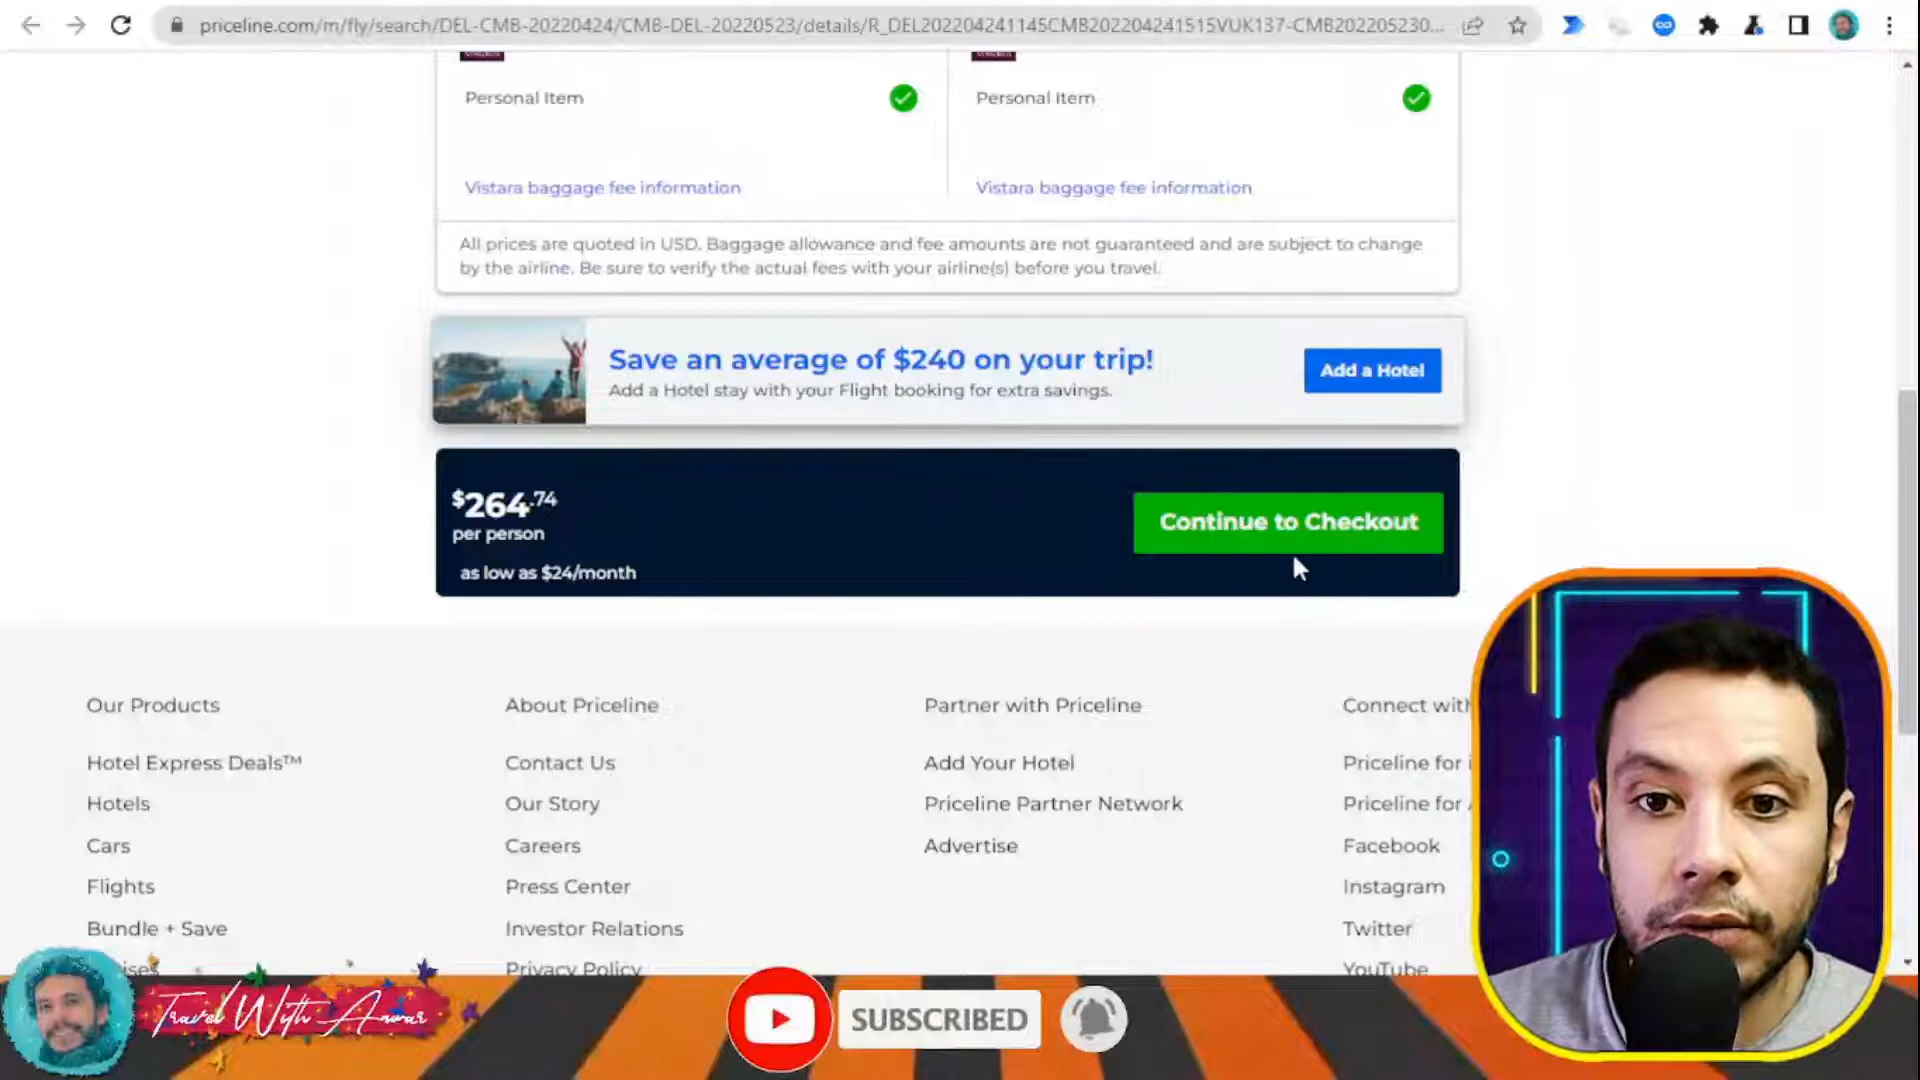 priceline.com/m/fly/search/DEL-CMB-20220424/CMB-DEL-20220523/details/R_DEL202204241145CMB202204241515VUK137-CMB202205230...
Personal Item
Personal Item
Vistara baggage fee information
Vistara baggage fee information
All prices are quoted in USD. Baggage allowance and fee amounts are not guaranteed and are subject to change
by the airline. Be sure to verify the actual fees with your airline(s) before you travel.
Save an average of $240 on your trip!
Add a Hotel stay with your Flight booking for extra savings.
Add a Hotel
$264.74
per person
as low as $24/month
Continue to Checkout
Our Products
Hotel Express Deals™
Hotels
Cars
Flights
Bundle + Save
About Priceline
Contact Us
Our Story
Careers
Press Center
Investor Relations
Privacy Policy
Partner with Priceline
Add Your Hotel
Priceline Partner Network
Advertise
Connect with
Priceline for
Priceline for
Facebook
Instagram
Twitter
YouTube
Travel With Anwar
SUBSCRIBED